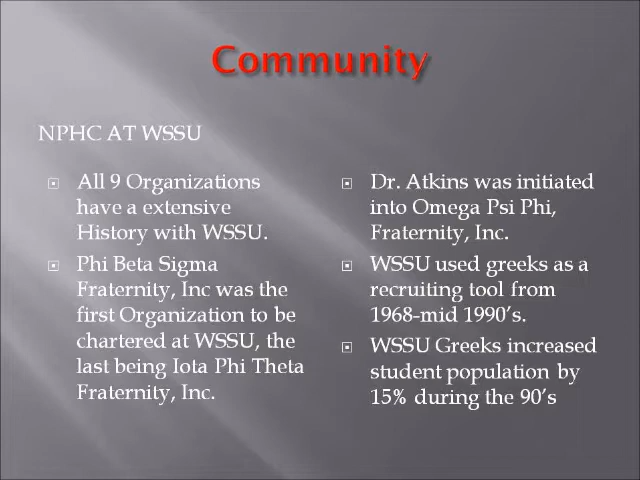 Community
NPHC AT WSSU
All 9 Organizations
have a extensive
History with WSSU.
Phi Beta Sigma
Fraternity, Inc was the
first Organization to be
chartered at WSSU, the
last being Iota Phi Theta
Fraternity, Inc.
Dr. Atkins was initiated
into Omega Psi Phi,
Fraternity, Inc.
WSSU used greeks as a
recruiting tool from
1968-mid 1990’s.
WSSU Greeks increased
student population by
15% during the 90’s